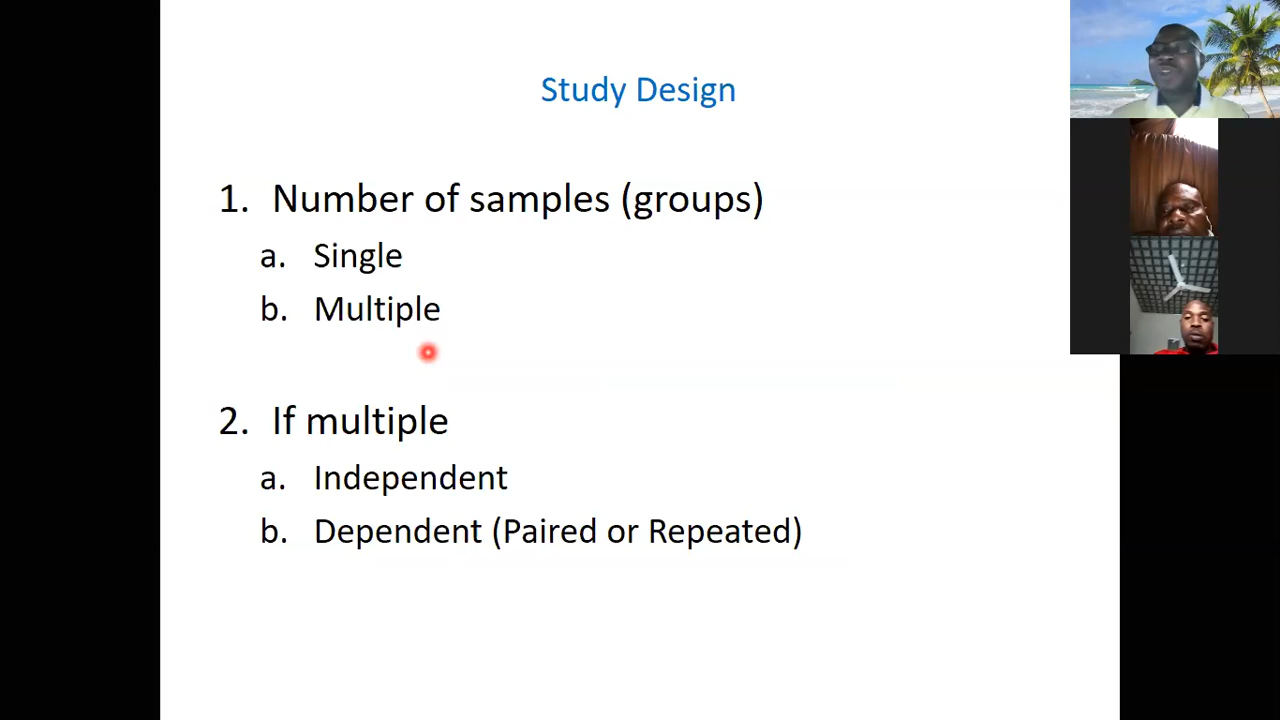 Study Design
1. Number of samples (groups)
a. Single
b. Multiple
2. If multiple
a. Independent
b. Dependent (Paired or Repeated)